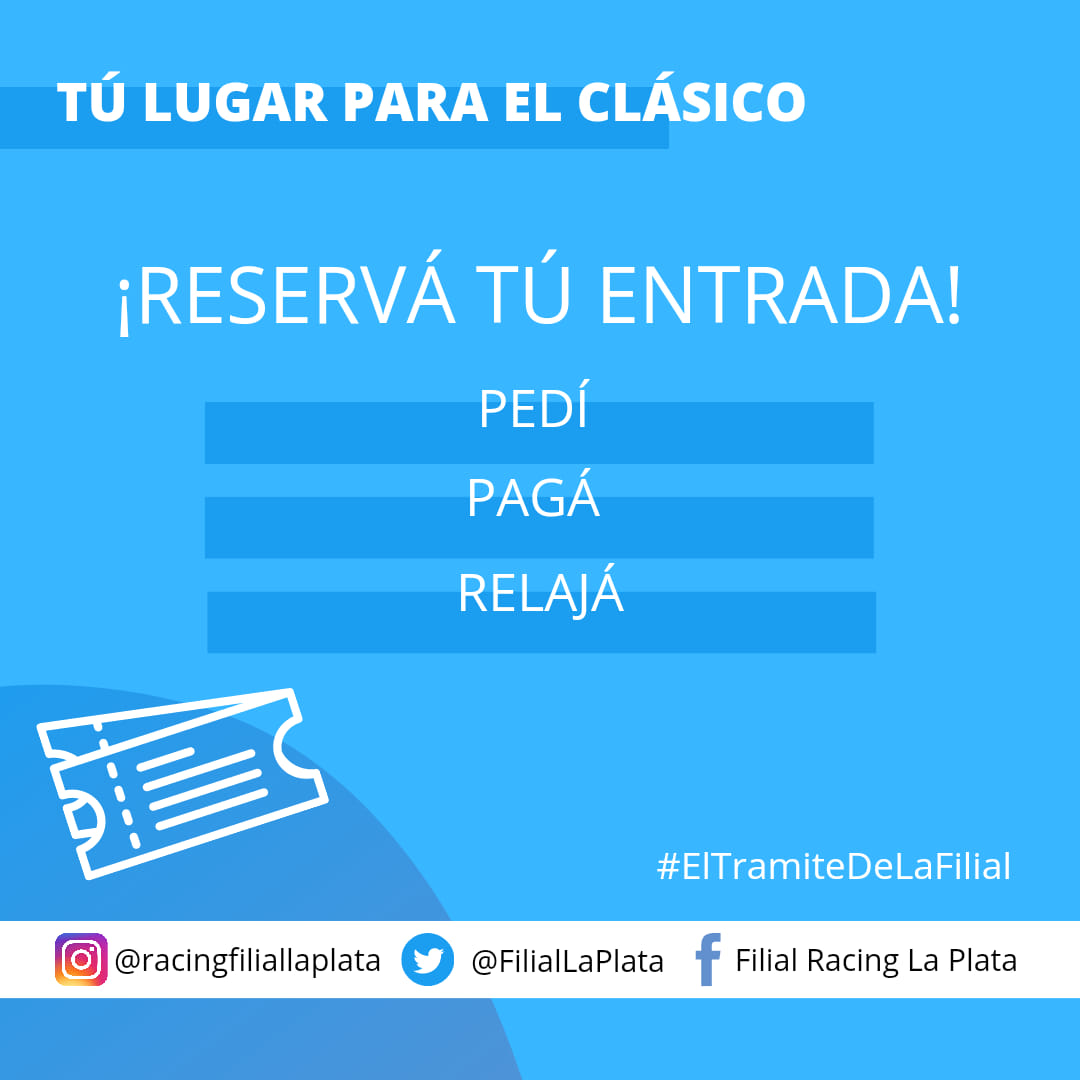 TÚ LUGAR PARA EL CLÁSICO
¡RESERVÁ TÚ ENTRADA!
PEDÍ
PAGÁ
RELAJÁ
#ElTramiteDeLaFilial
@racingfiliallaplata @FilialLaPlata Filial Racing La Plata